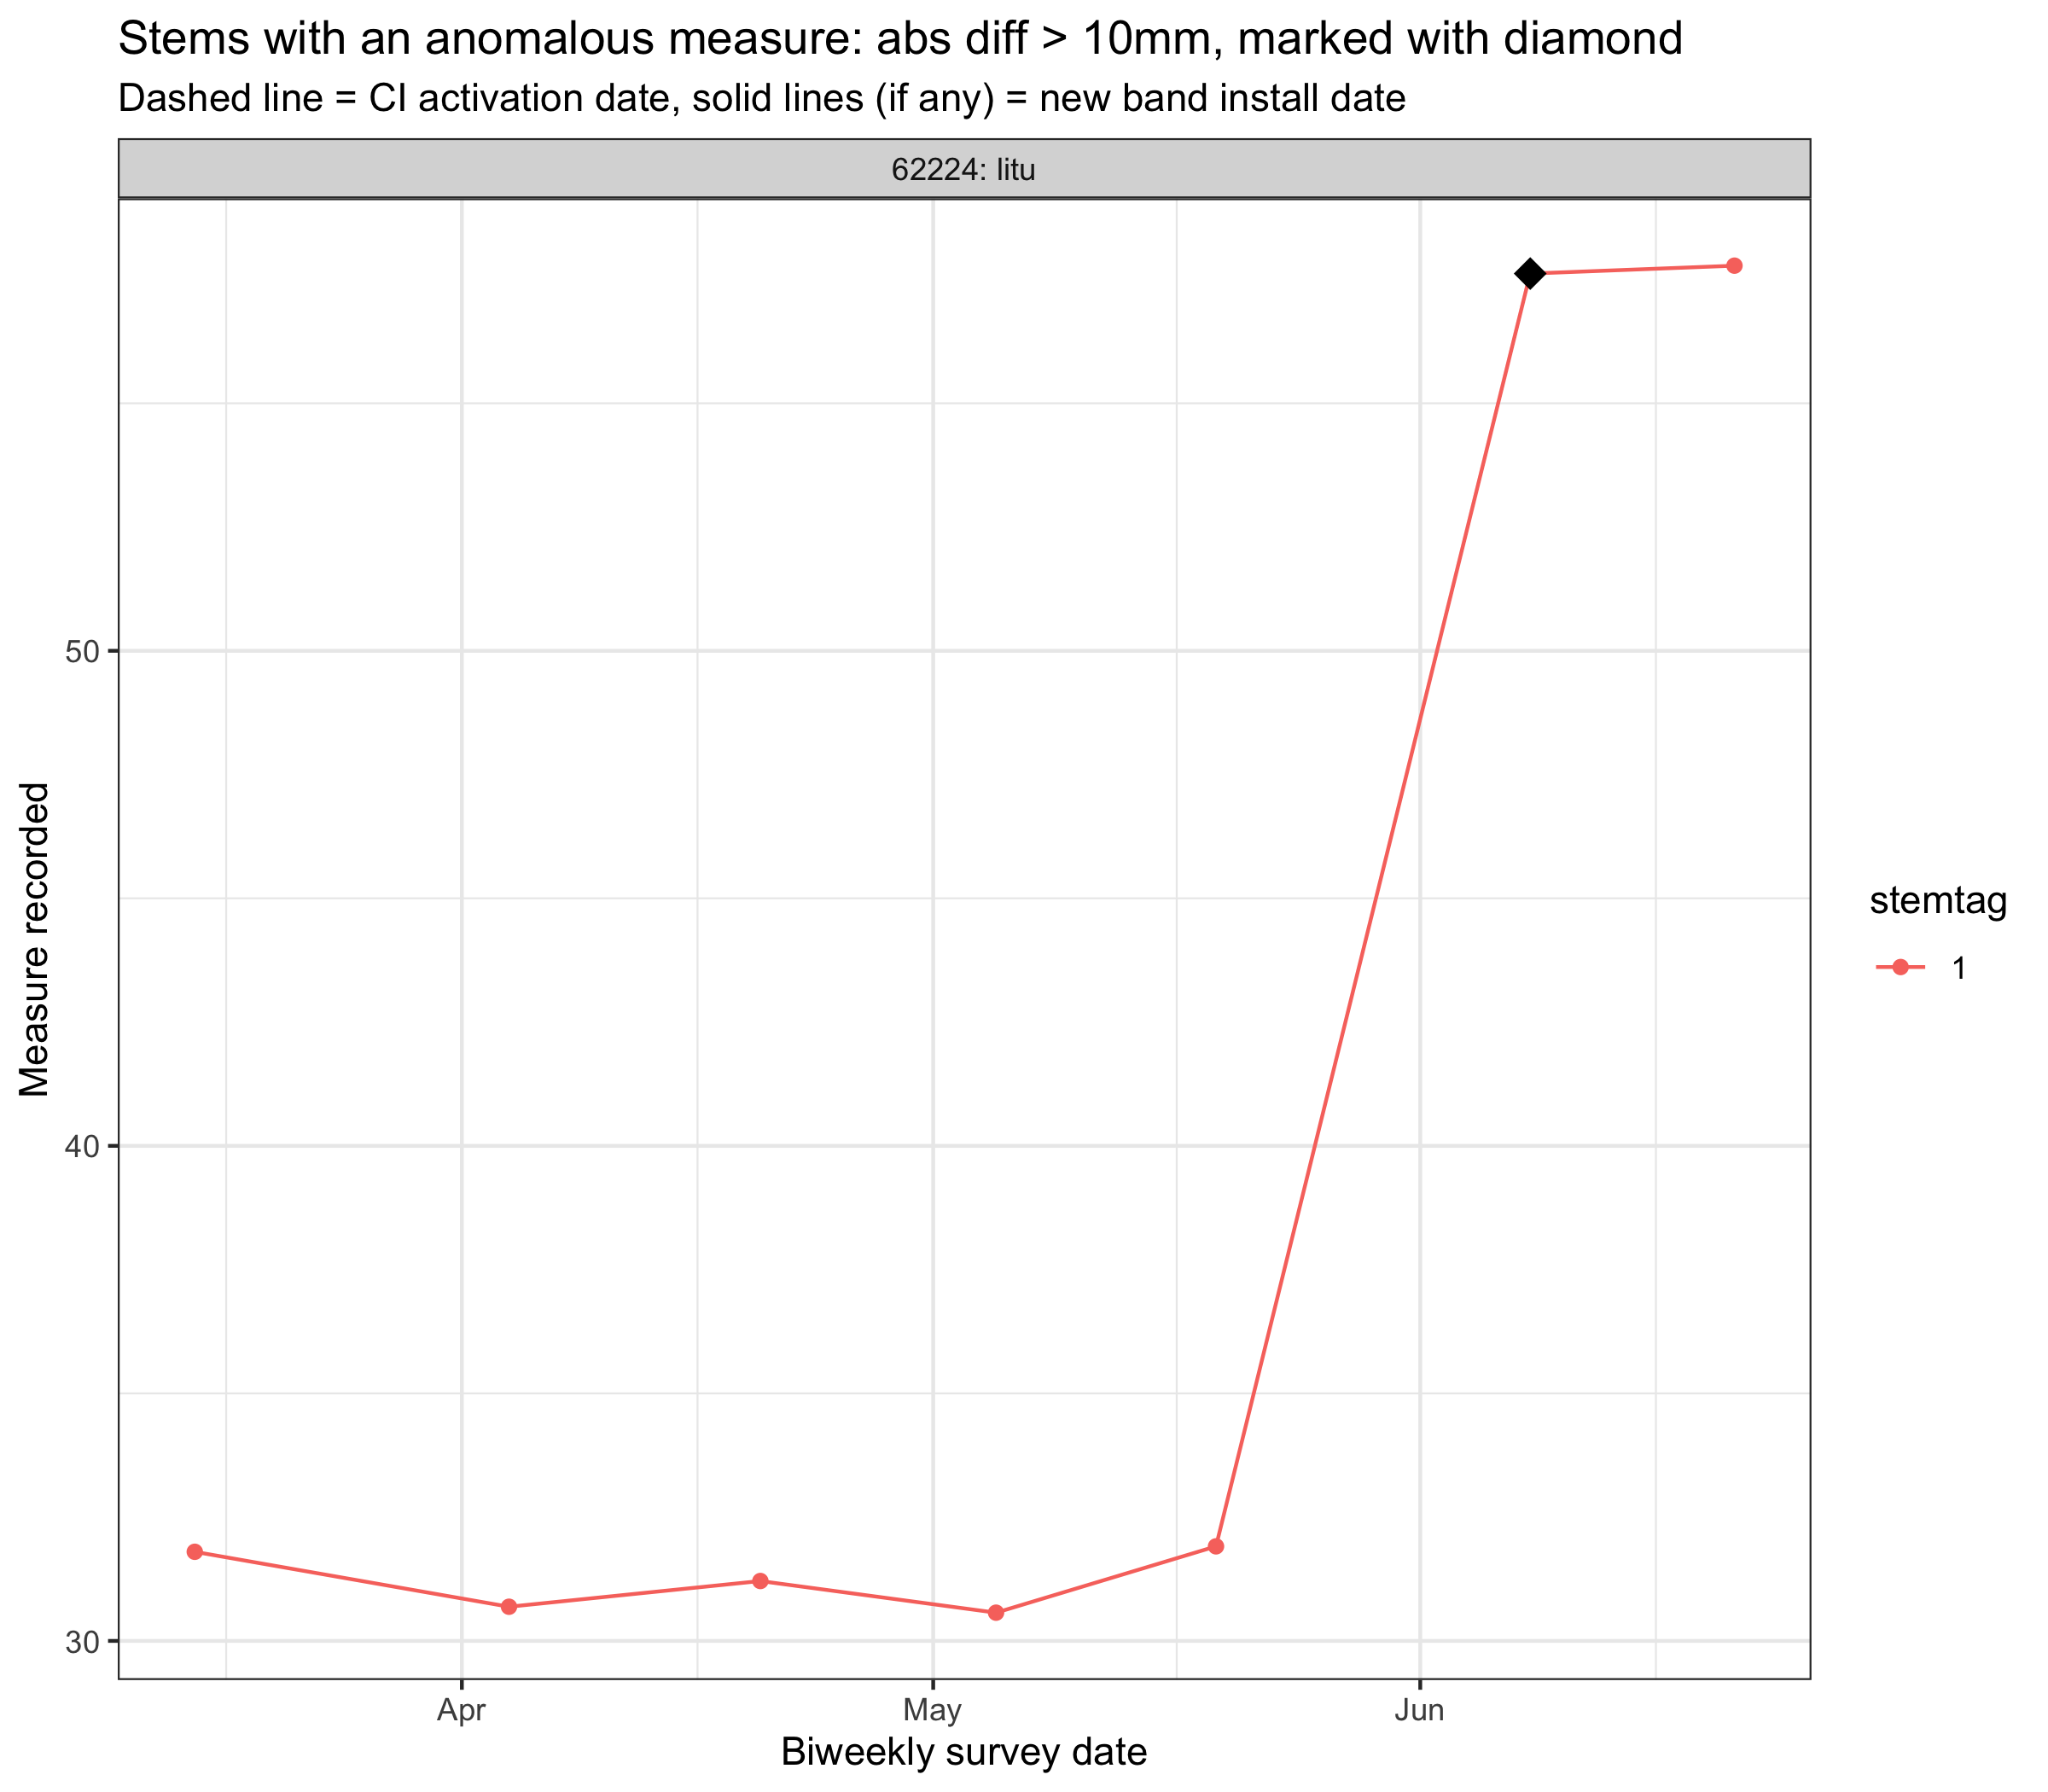 Stems with an anomalous measure: abs diff > 10mm, marked with diamond
Dashed line = CI activation date, solid lines (if any) = new band install date
62224: litu
Measure recorded
50
40
30
Apr May Jun
Biweekly survey date
stemtag
1